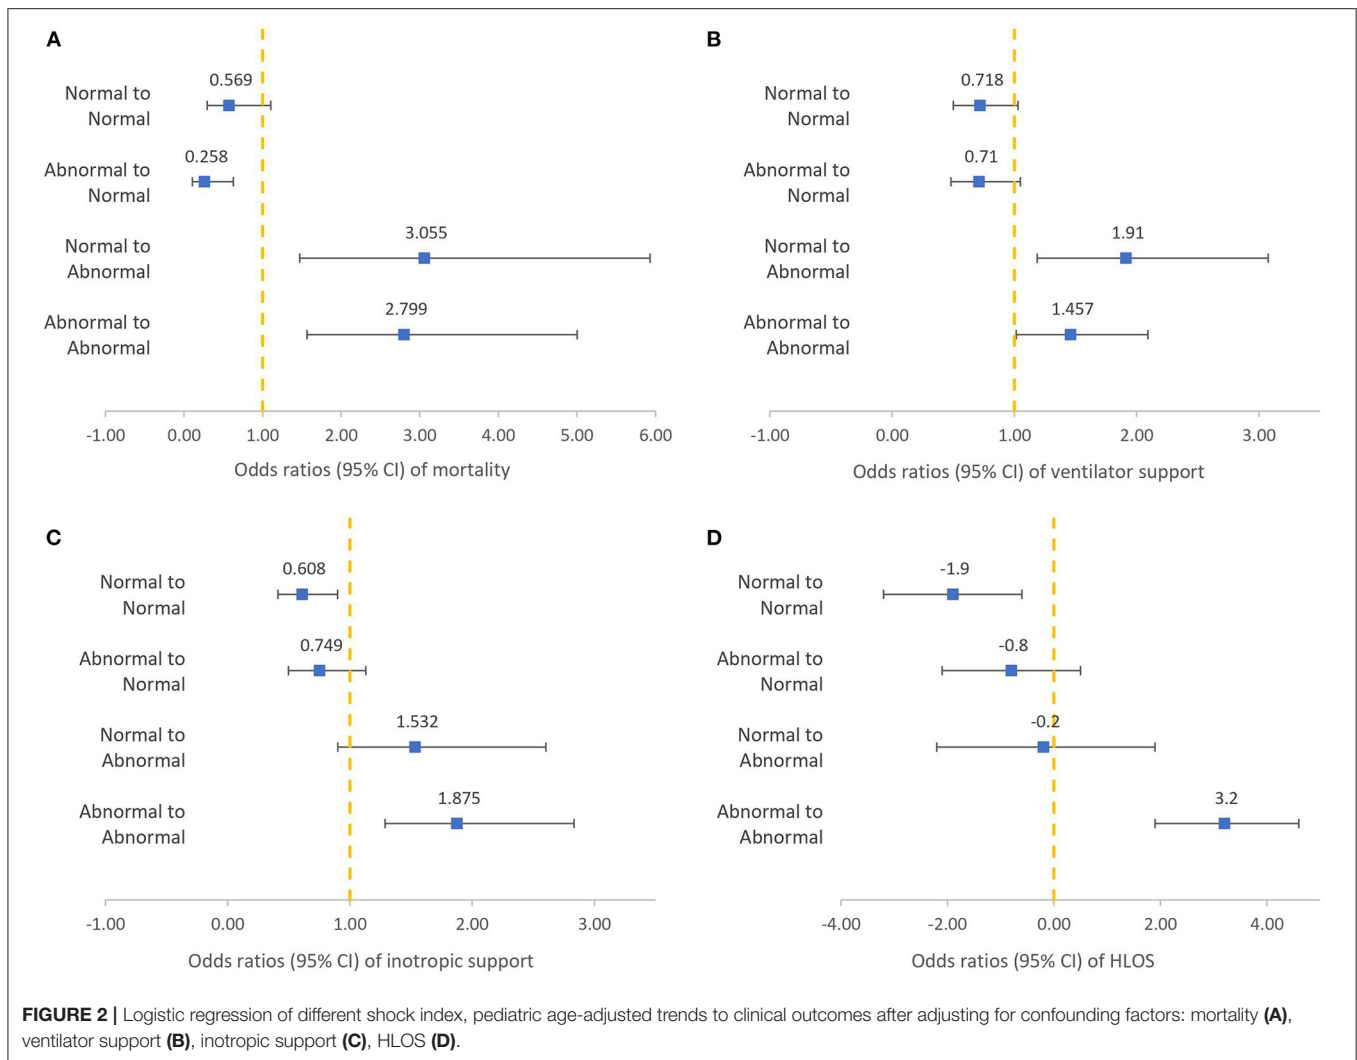 A
0.569
Normal to
Normal
0.258
Abnormal to
Normal
3.055
Normal to
Abnormal
2.799
Abnormal to
Abnormal
-1.00 0.00 1.00 2.00 3.00 4.00 5.00 6.00
Odds ratios (95% CI) of mortality
B
0.718
Normal to
Normal
0.71
Abnormal to
Normal
1.91
Normal to
Abnormal
1.457
Abnormal to
Abnormal
-1.00 0.00 1.00 2.00 3.00
Odds ratios (95% CI) of ventilator support
C
0.608
Normal to
Normal
0.749
Abnormal to
Normal
1.532
Normal to
Abnormal
1.875
Abnormal to
Abnormal
-1.00 0.00 1.00 2.00 3.00
Odds ratios (95% CI) of inotropic support
D
-1.9
Normal to
Normal
-0.8
Abnormal to
Normal
-0.2
Normal to
Abnormal
3.2
Abnormal to
Abnormal
-4.00 -2.00 0.00 2.00 4.00
Odds ratios (95% CI) of HLOS
FIGURE 2 | Logistic regression of different shock index, pediatric age-adjusted trends to clinical outcomes after adjusting for confounding factors: mortality (A),
ventilator support (B), inotropic support (C), HLOS (D).